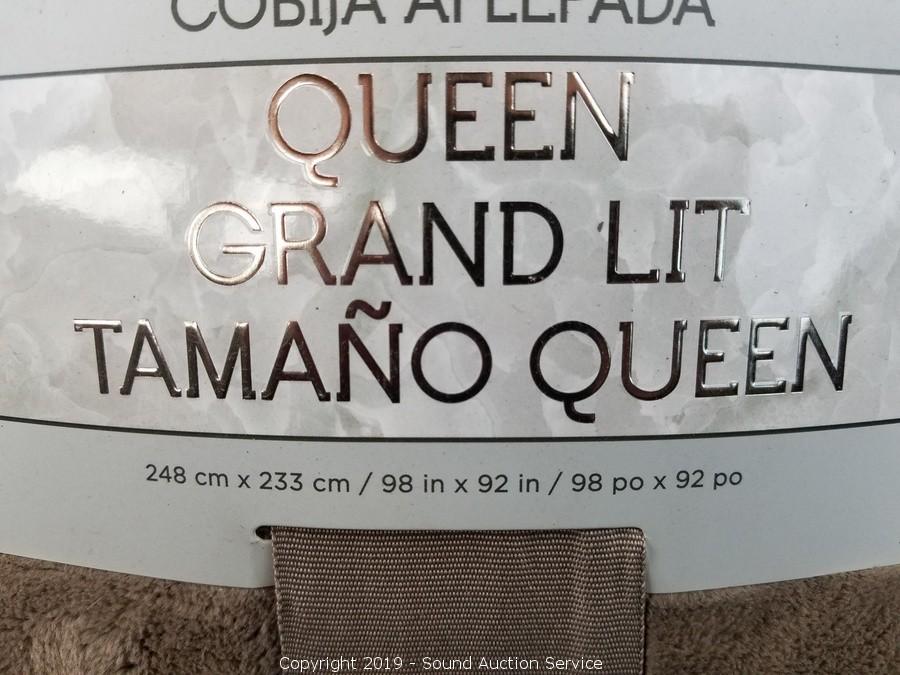 COBIJA AFELPADA
QUEEN
GRAND LIT
TAMAÑO QUEEN
248 cm x 233 cm / 98 in x 92 in / 98 po x 92 po
Copyright 2019 - Sound Auction Service